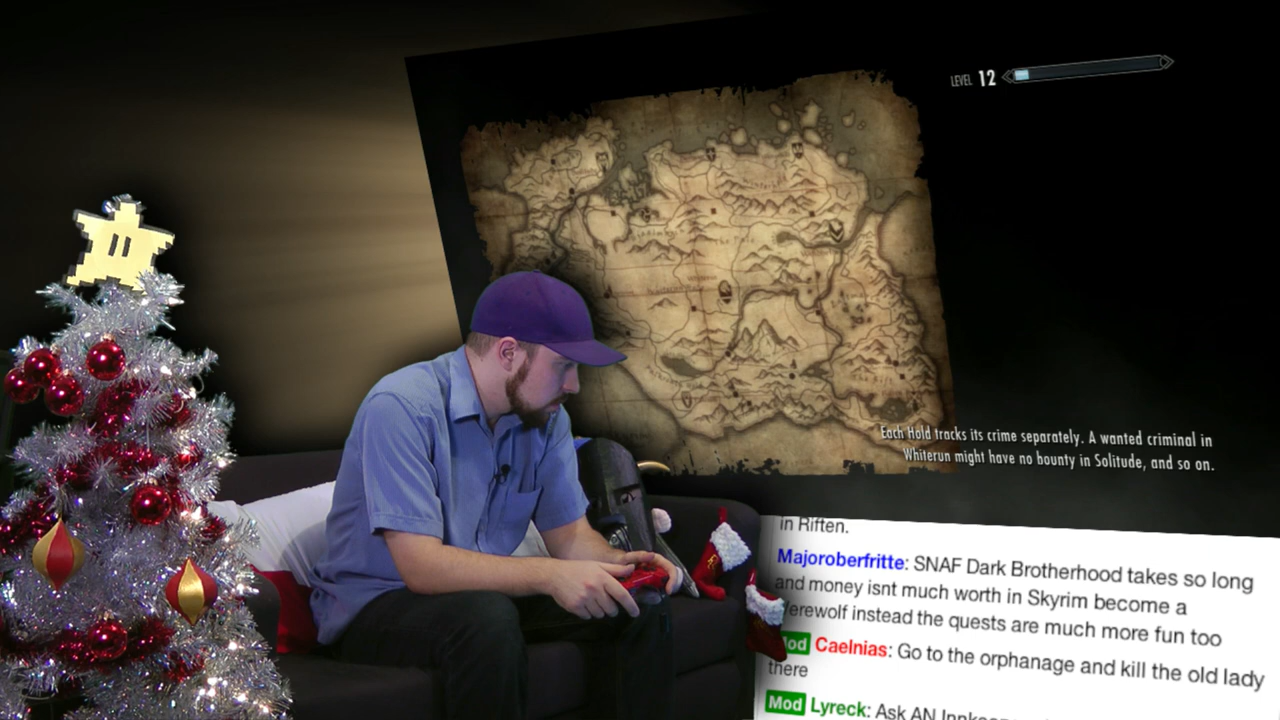 LEVEL 12
Each Hold tracks its crime separately. A wanted criminal in
Whiterun might have no bounty in Solitude, and so on.
in Riften.
Majoroberfritte: SNAF Dark Brotherhood takes so long
and money isnt much worth in Skyrim become a
Werewolf instead the quests are much more fun too
Mod Caelnias: Go to the orphanage and kill the old lady
there
Mod Lyreck: Ask AN